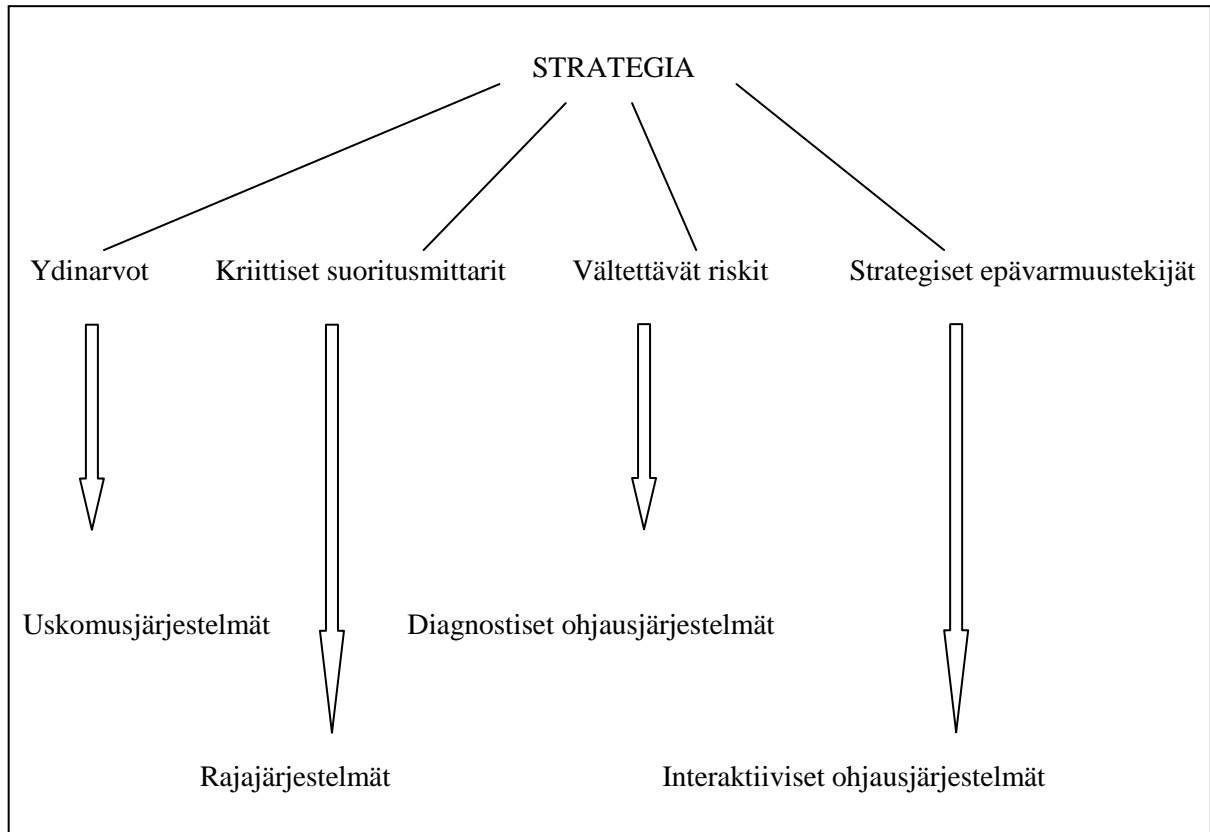 STRATEGIA
Ydinarvot Kriittiset suoritusmittarit Vältettävät riskit Strategiset epävarmuustekijät
Uskomusjärjestelmät Diagnostiset ohjausjärjestelmät
Rajajärjestelmät Interaktiiviset ohjausjärjestelmät